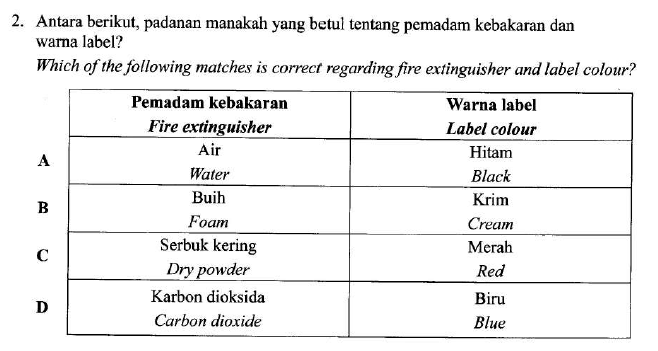 2. Antara berikut, padanan manakah yang betul tentang pemadam kebakaran dan
warna label?
Which of the following matches is correct regarding fire extinguisher and label colour?
Pemadam kebakaran Warna label
Fire extinguisher Label colour
A Air Hitam
Water Black
B Buih Krim
Foam Cream
C Serbuk kering Merah
Dry powder Red
D Karbon dioksida Biru
Carbon dioxide Blue